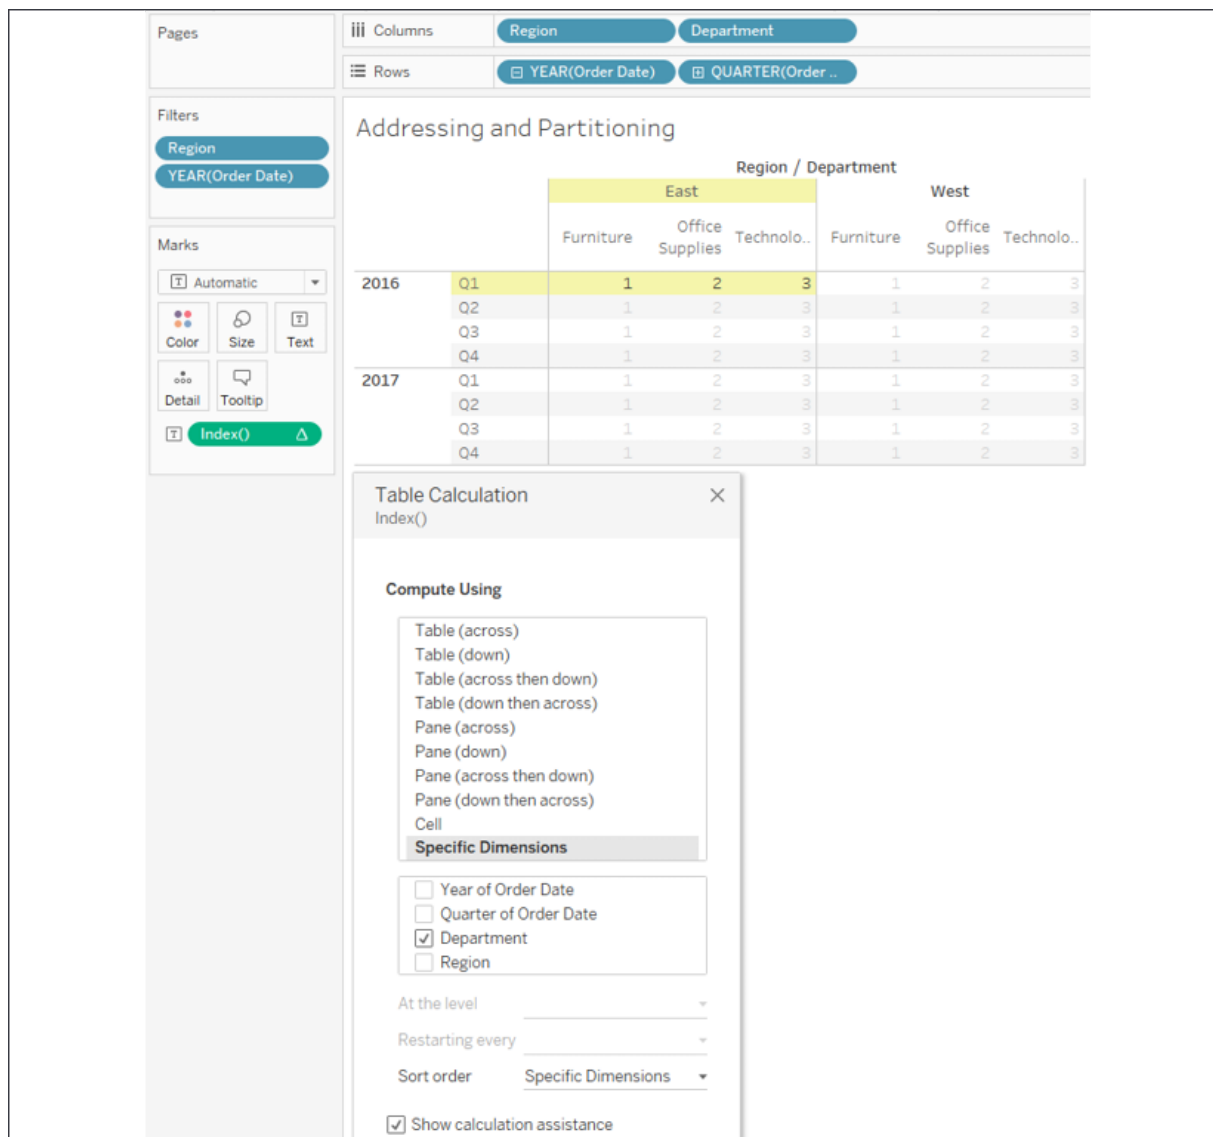 Pages
Columns Region Department
Rows YEAR(Order Date) QUARTER(Order ..
Filters
Region
YEAR(Order Date)
Marks
Automatic
Color Size Text
Detail Tooltip
Index()
Addressing and Partitioning
Region / Department
East West
Furniture Office Supplies Technolo.. Furniture Office Supplies Technolo..
2016 Q1 1 2 3 1 2 3
Q2 1 2 3 1 2 3
Q3 1 2 3 1 2 3
Q4 1 2 3 1 2 3
2017 Q1 1 2 3 1 2 3
Q2 1 2 3 1 2 3
Q3 1 2 3 1 2 3
Q4 1 2 3 1 2 3
Table Calculation
Index()
Compute Using
Table (across)
Table (down)
Table (across then down)
Table (down then across)
Pane (across)
Pane (down)
Pane (across then down)
Pane (down then across)
Cell
Specific Dimensions
Year of Order Date
Quarter of Order Date
Department
Region
At the level
Restarting every
Sort order Specific Dimensions
Show calculation assistance